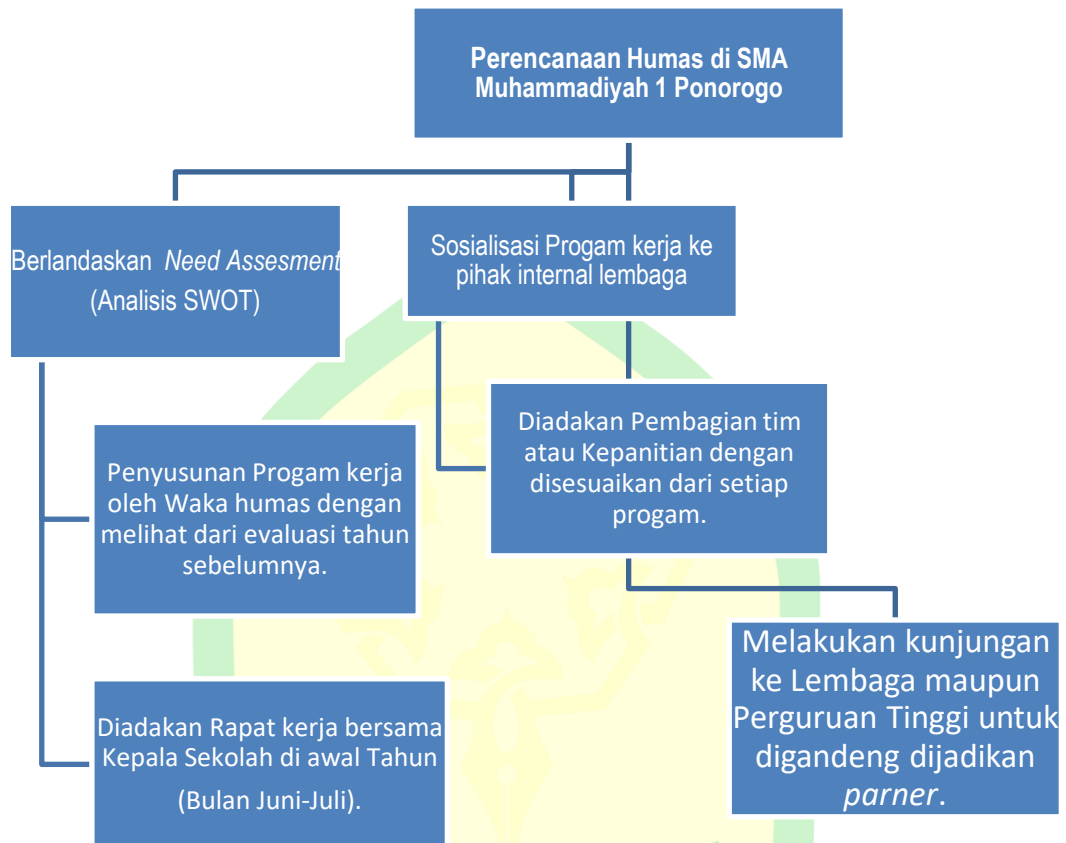 Perencanaan Humas di SMA
Muhammadiyah 1 Ponorogo
Berlandaskan Need Assesment
(Analisis SWOT)
Sosialisasi Progam kerja ke
pihak internal lembaga
Penyusunan Progam kerja
oleh Waka humas dengan
melihat dari evaluasi tahun
sebelumnya.
Diadakan Pembagian tim
atau Kepanitian dengan
disesuaikan dari setiap
progam.
Diadakan Rapat kerja bersama
Kepala Sekolah di awal Tahun
(Bulan Juni-Juli).
Melakukan kunjungan
ke Lembaga maupun
Perguruan Tinggi untuk
digandeng dijadikan
parner.